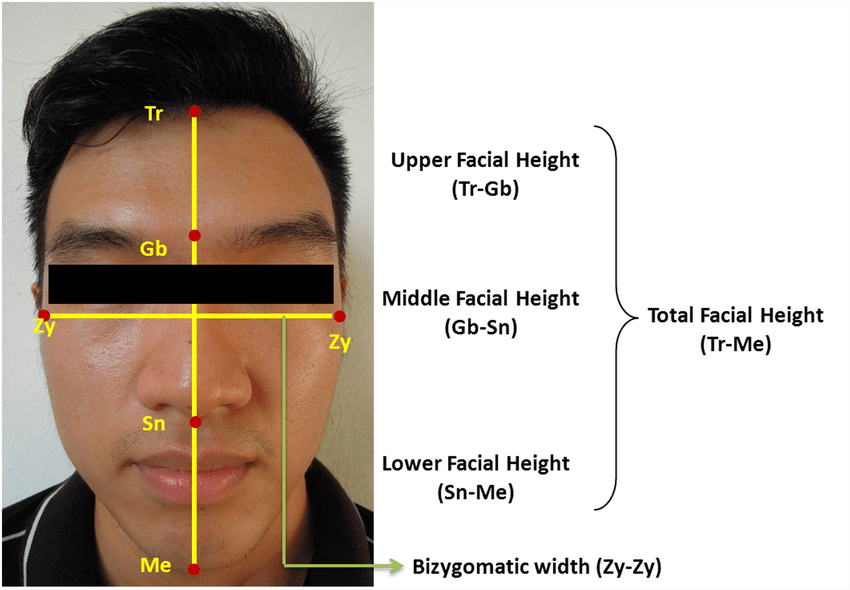 Tr
Gb
Zy
Zy
Sn
Me
Upper Facial Height
(Tr-Gb)
Middle Facial Height
(Gb-Sn)
Lower Facial Height
(Sn-Me)
Total Facial Height
(Tr-Me)
Bizygomatic width (Zy-Zy)